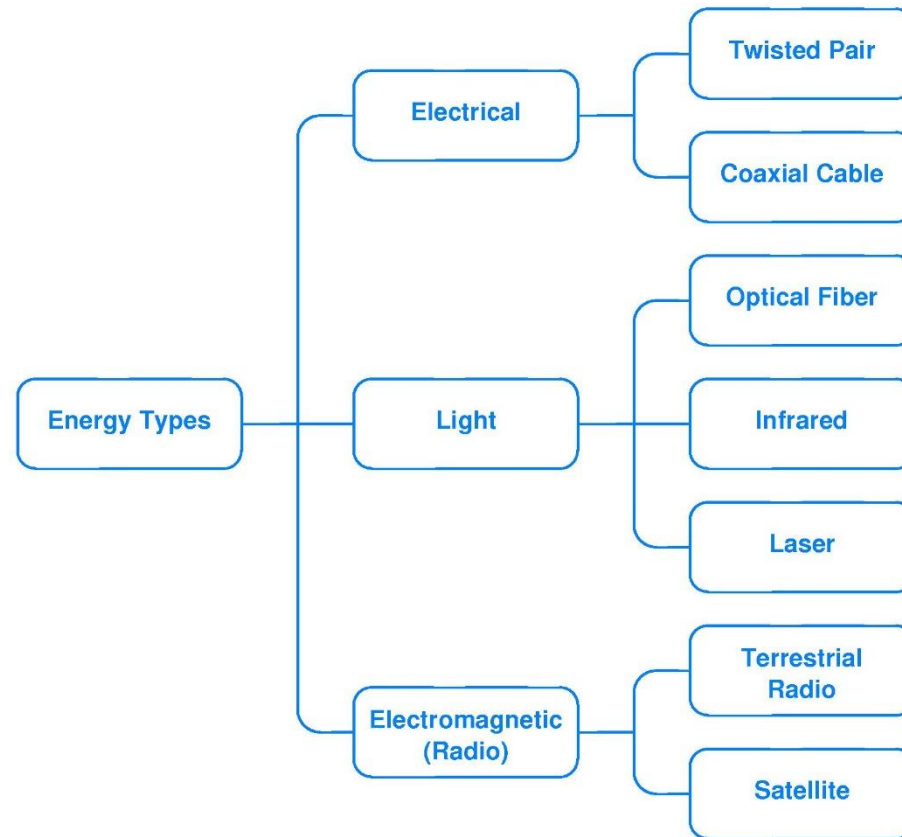 Twisted Pair
Electrical
Coaxial Cable
Optical Fiber
Energy Types
Light
Infrared
Laser
Terrestrial
Radio
Electromagnetic
(Radio)
Satellite